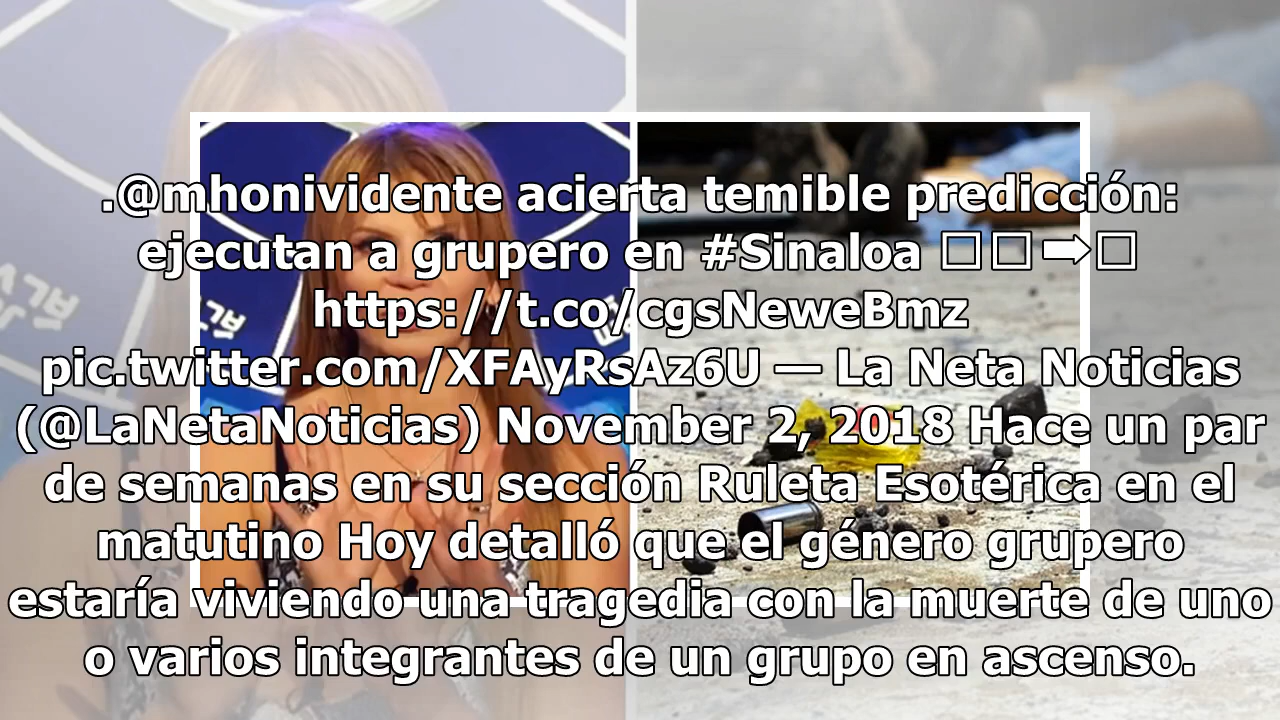 .@mhonividente acierta temible predicción:
ejecutan a grupero en #Sinaloa □□➡□
https://t.co/cgsNeweBmz
pic.twitter.com/XFAyRsAz6U — La Neta Noticias
(@LaNetaNoticias) November 2, 2018 Hace un par
de semanas en su sección Ruleta Esotérica en el
matutino Hoy detalló que el género grupero
estaría viviendo una tragedia con la muerte de uno
o varios integrantes de un grupo en ascenso.